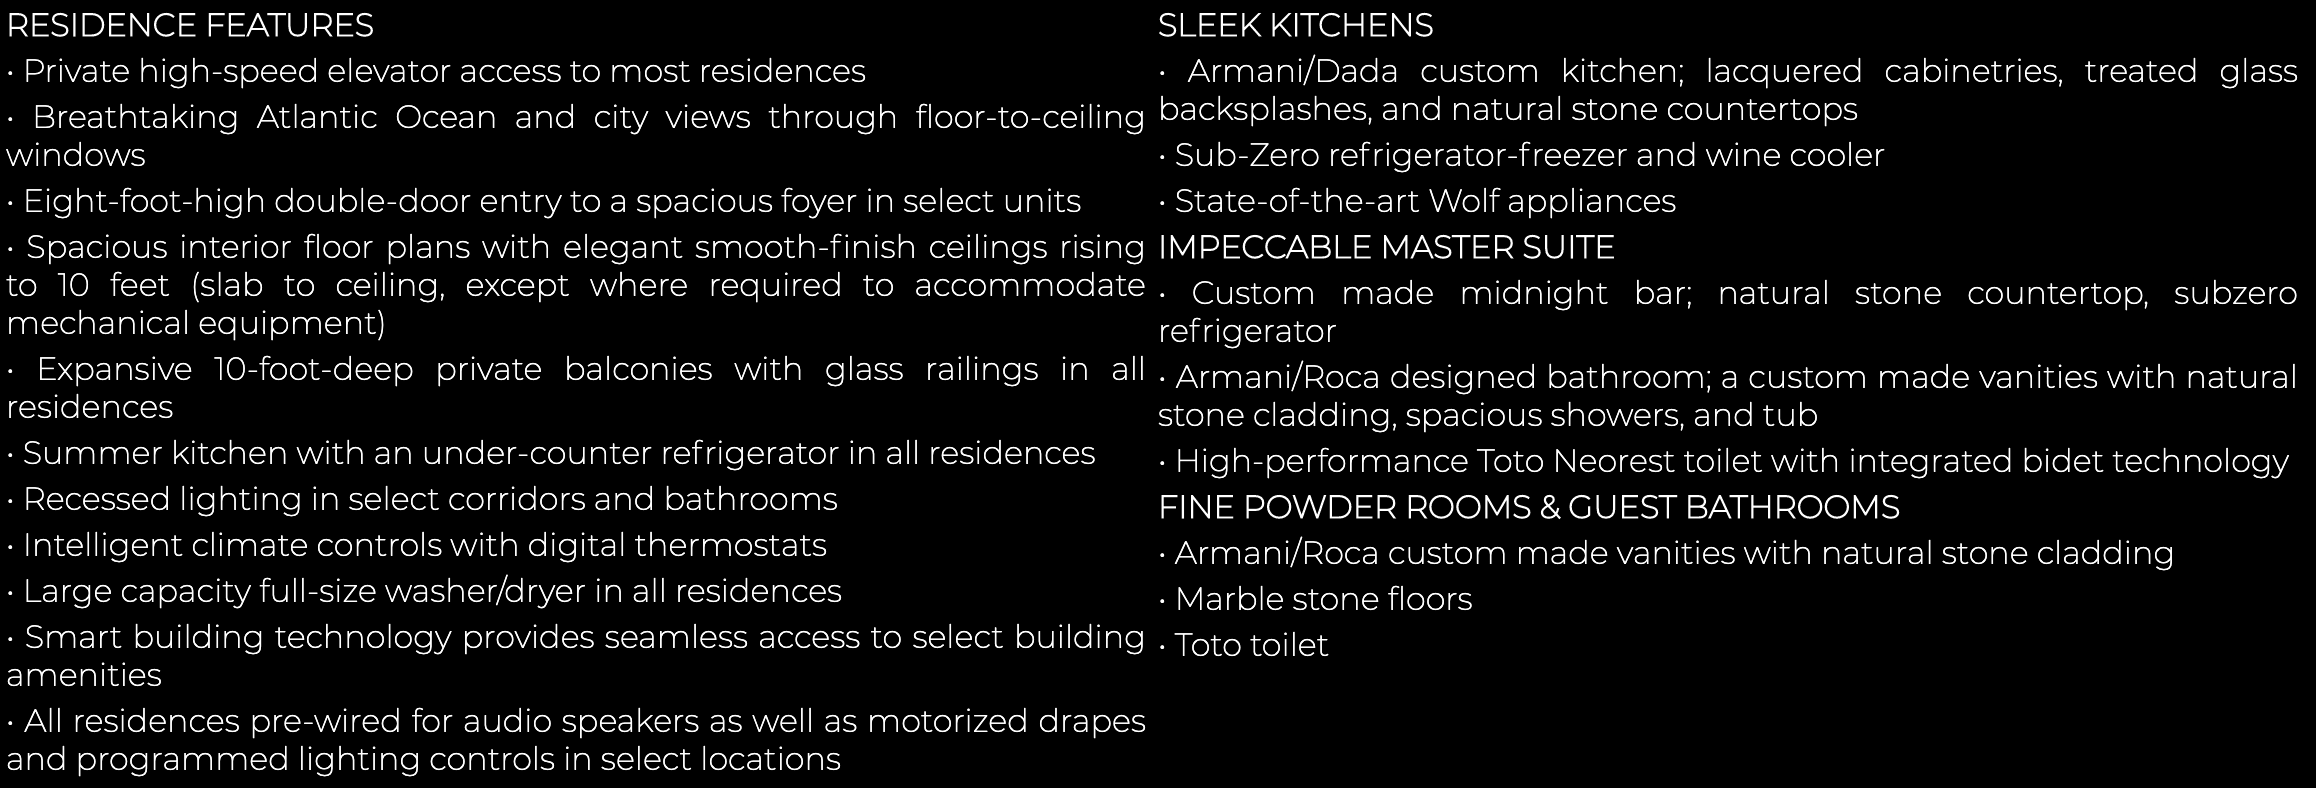 RESIDENCE FEATURES
• Private high-speed elevator access to most residences
• Breathtaking Atlantic Ocean and city views through floor-to-ceiling
windows
• Eight-foot-high double-door entry to a spacious foyer in select units
• Spacious interior floor plans with elegant smooth-finish ceilings rising
to 10 feet (slab to ceiling, except where required to accommodate
mechanical equipment)
• Expansive 10-foot-deep private balconies with glass railings in all
residences
• Summer kitchen with an under-counter refrigerator in all residences
• Recessed lighting in select corridors and bathrooms
• Intelligent climate controls with digital thermostats
• Large capacity full-size washer/dryer in all residences
• Smart building technology provides seamless access to select building
amenities
• All residences pre-wired for audio speakers as well as motorized drapes
and programmed lighting controls in select locations
SLEEK KITCHENS
• Armani/Dada custom kitchen; lacquered cabinetries, treated glass
backsplashes, and natural stone countertops
• Sub-Zero refrigerator-freezer and wine cooler
• State-of-the-art Wolf appliances
IMPECCABLE MASTER SUITE
• Custom made midnight bar; natural stone countertop, subzero
refrigerator
• Armani/Roca designed bathroom; a custom made vanities with natural
stone cladding, spacious showers, and tub
• High-performance Toto Neorest toilet with integrated bidet technology
FINE POWDER ROOMS & GUEST BATHROOMS
• Armani/Roca custom made vanities with natural stone cladding
• Marble stone floors
• Toto toilet